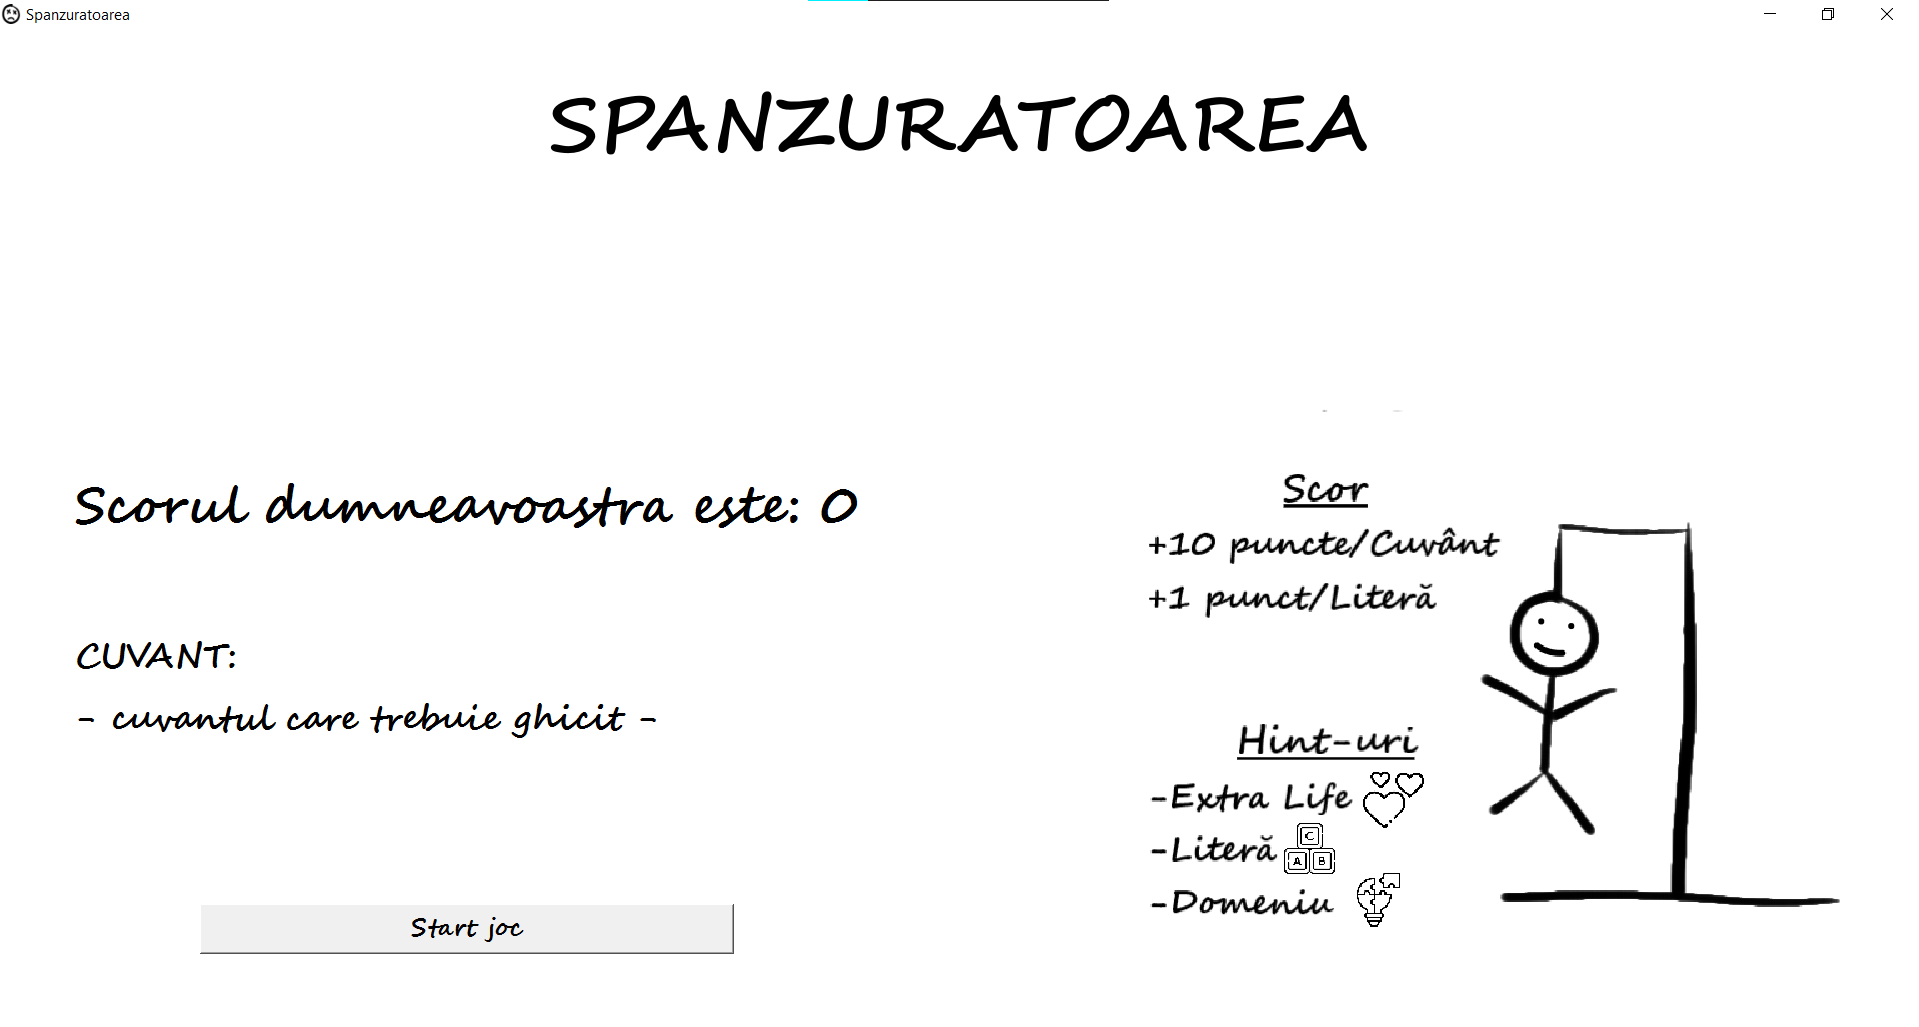 Spanzuratoarea
SPANZURATOAREA
Scorul dumneavoastra este: 0
CUVANT:
- cuvantul care trebuie ghicit -
Start joc
Scor
+10 puncte/Cuvânt
+1 punct/Literă
Hint-uri
-Extra Life
-Literă
C
A B
-Domeniu